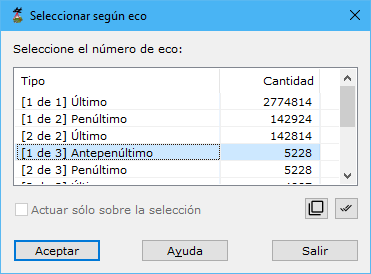 Seleccionar según eco
Seleccione el número de eco:
Tipo Cantidad
[1 de 1] Último 2774814
[1 de 2] Penúltimo 142924
[2 de 2] Último 142814
[1 de 3] Antepenúltimo 5228
[2 de 3] Penúltimo 5228
Actuar sólo sobre la selección
Aceptar Ayuda Salir